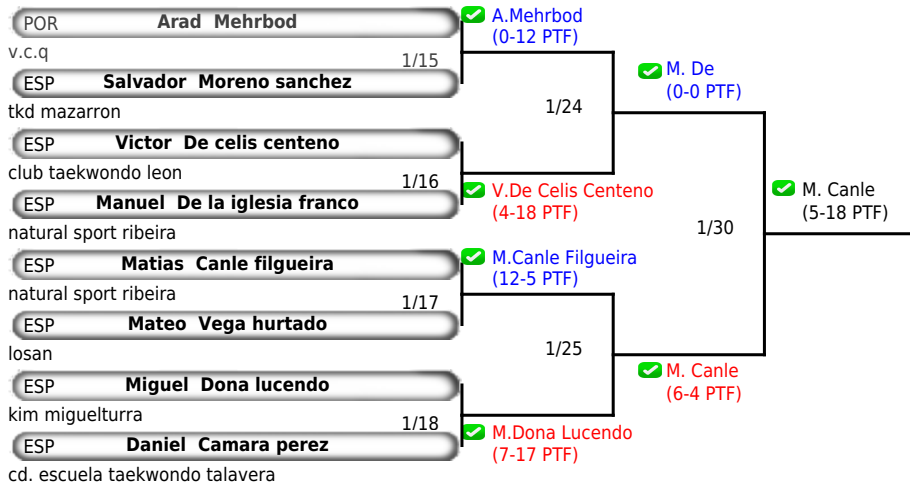 POR Arad Mehrbod
v.c.q
1/15
ESP Salvador Moreno sanchez
tkd mazarron
ESP Victor De celis centeno
club taekwondo leon
1/16
ESP Manuel De la iglesia franco
natural sport ribeira
ESP Matias Canle filgueira
natural sport ribeira
1/17
ESP Mateo Vega hurtado
losan
ESP Miguel Dona lucendo
kim miguelturra
1/18
ESP Daniel Camara perez
cd. escuela taekwondo talavera
A.Mehrbod
(0-12 PTF)
1/24
V.De Celis Centeno
(4-18 PTF)
M.Canle Filgueira
(12-5 PTF)
1/25
M.Dona Lucendo
(7-17 PTF)
M. De
(0-0 PTF)
1/30
M. Canle
(6-4 PTF)
M. Canle
(5-18 PTF)